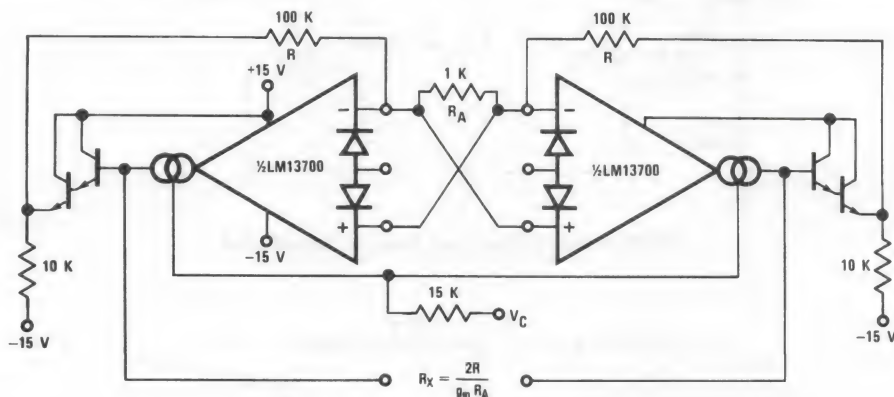 100 K
R
100 K
R
+15 V
1 K
R_A
−
−
½LM13700
½LM13700
+
+
−15 V
10 K
10 K
15 K
V_C
−15 V
−15 V
R_X = 2R / g_m R_A